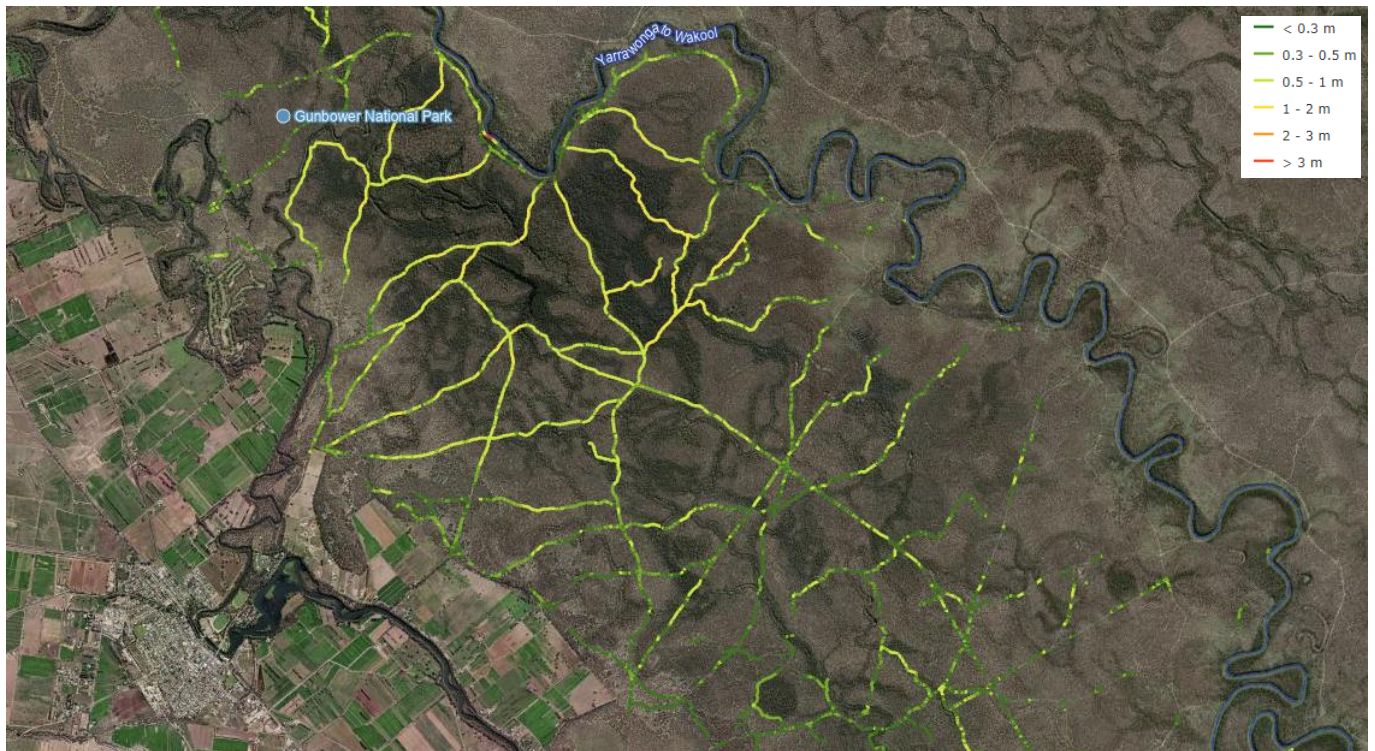 Yarrawonga to Wakool
Gunbower National Park
< 0.3 m
0.3 - 0.5 m
0.5 - 1 m
1 - 2 m
2 - 3 m
> 3 m